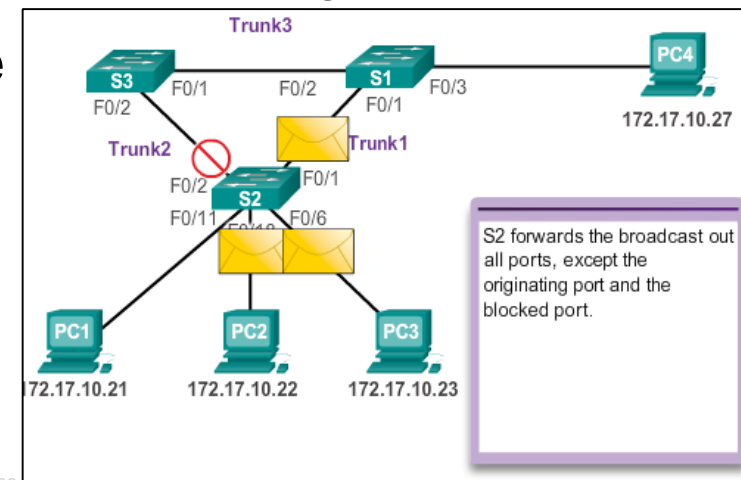 Trunk3
S3
F0/1
F0/2
S1
F0/3
PC4
F0/2
F0/1
172.17.10.27
Trunk2
Trunk1
F0/2
F0/1
S2
F0/11
F0/6
S2 forwards the broadcast out
all ports, except the
originating port and the
blocked port.
PC1
PC2
PC3
172.17.10.21
172.17.10.22
172.17.10.23